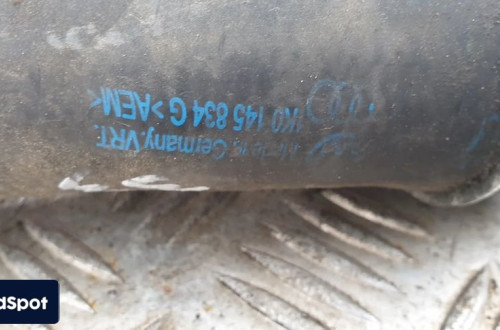 Made in Germany.VRT.
1K0 145 834 G >AEM<
dSpot